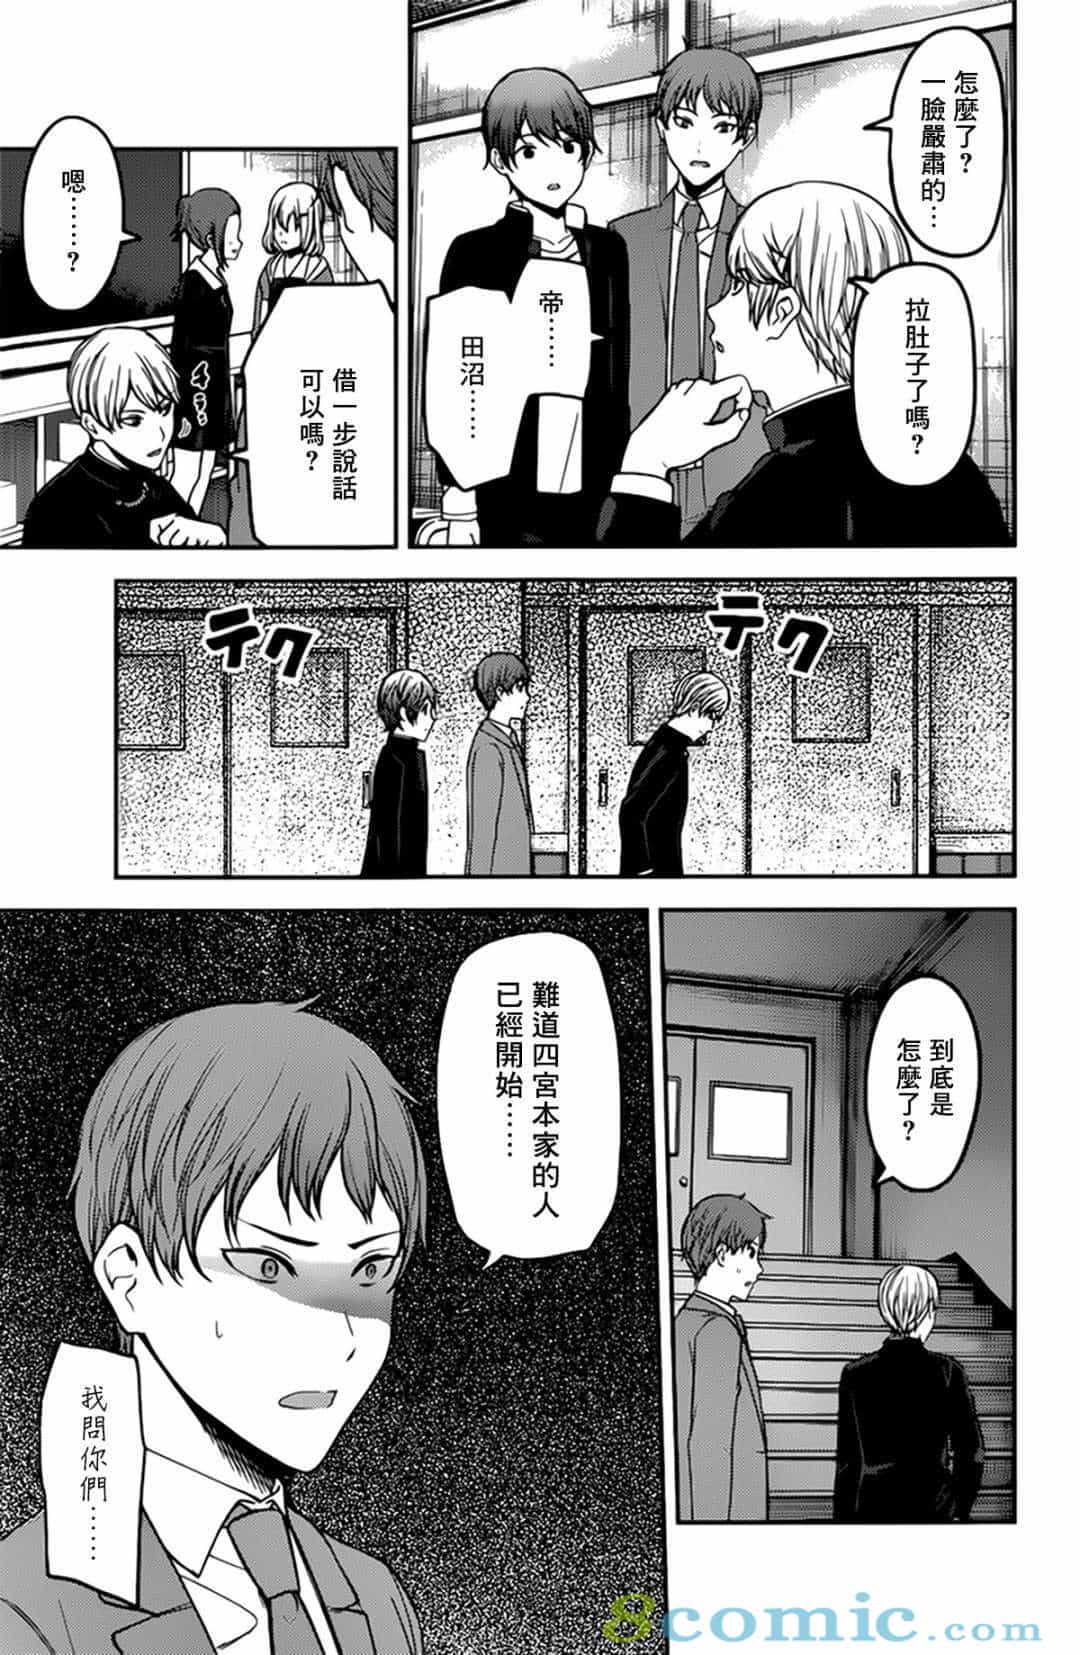 怎麼了?
一臉嚴肅的…
拉肚子了嗎?
帝……
田沼……
借一步說話
可以嗎?
嗯……?
チラ…
テク
テク
到底是
怎麼了?
難道四宮本家的人
已經開始……
我問你們……
8comic.com